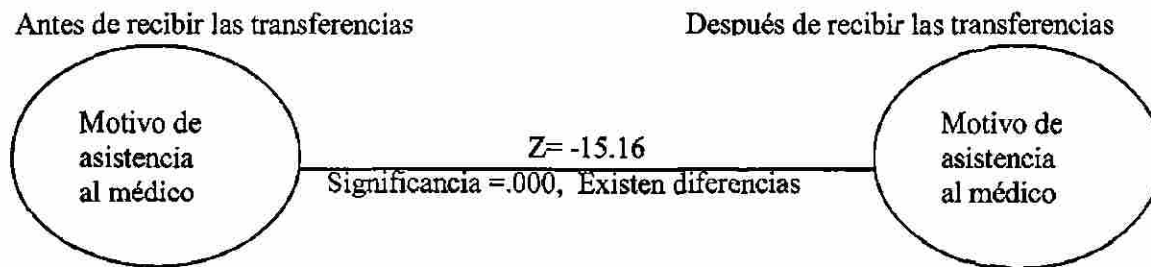 Antes de recibir las transferencias
Después de recibir las transferencias
Motivo de
asistencia
al médico
Z= -15.16
Significancia =.000, Existen diferencias
Motivo de
asistencia
al médico